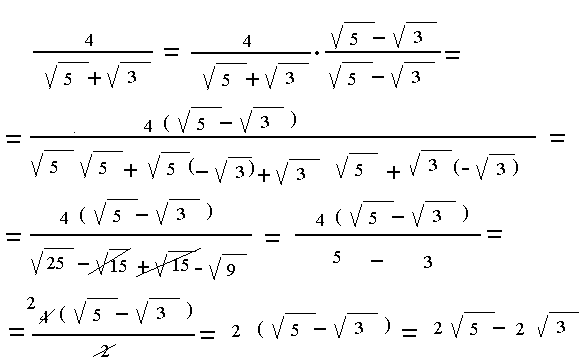 4/(√5+√3) = 4/(√5+√3) · (√5−√3)/(√5−√3) =
= 4(√5−√3)/(√5 √5+√5(−√3)+√3 √5+√3(-√3)) =
= 4(√5−√3)/(√25−√15+√15-√9) = 4(√5−√3)/(5−3) =
= 2 4(√5−√3)/2 = 2(√5−√3) = 2√5−2√3